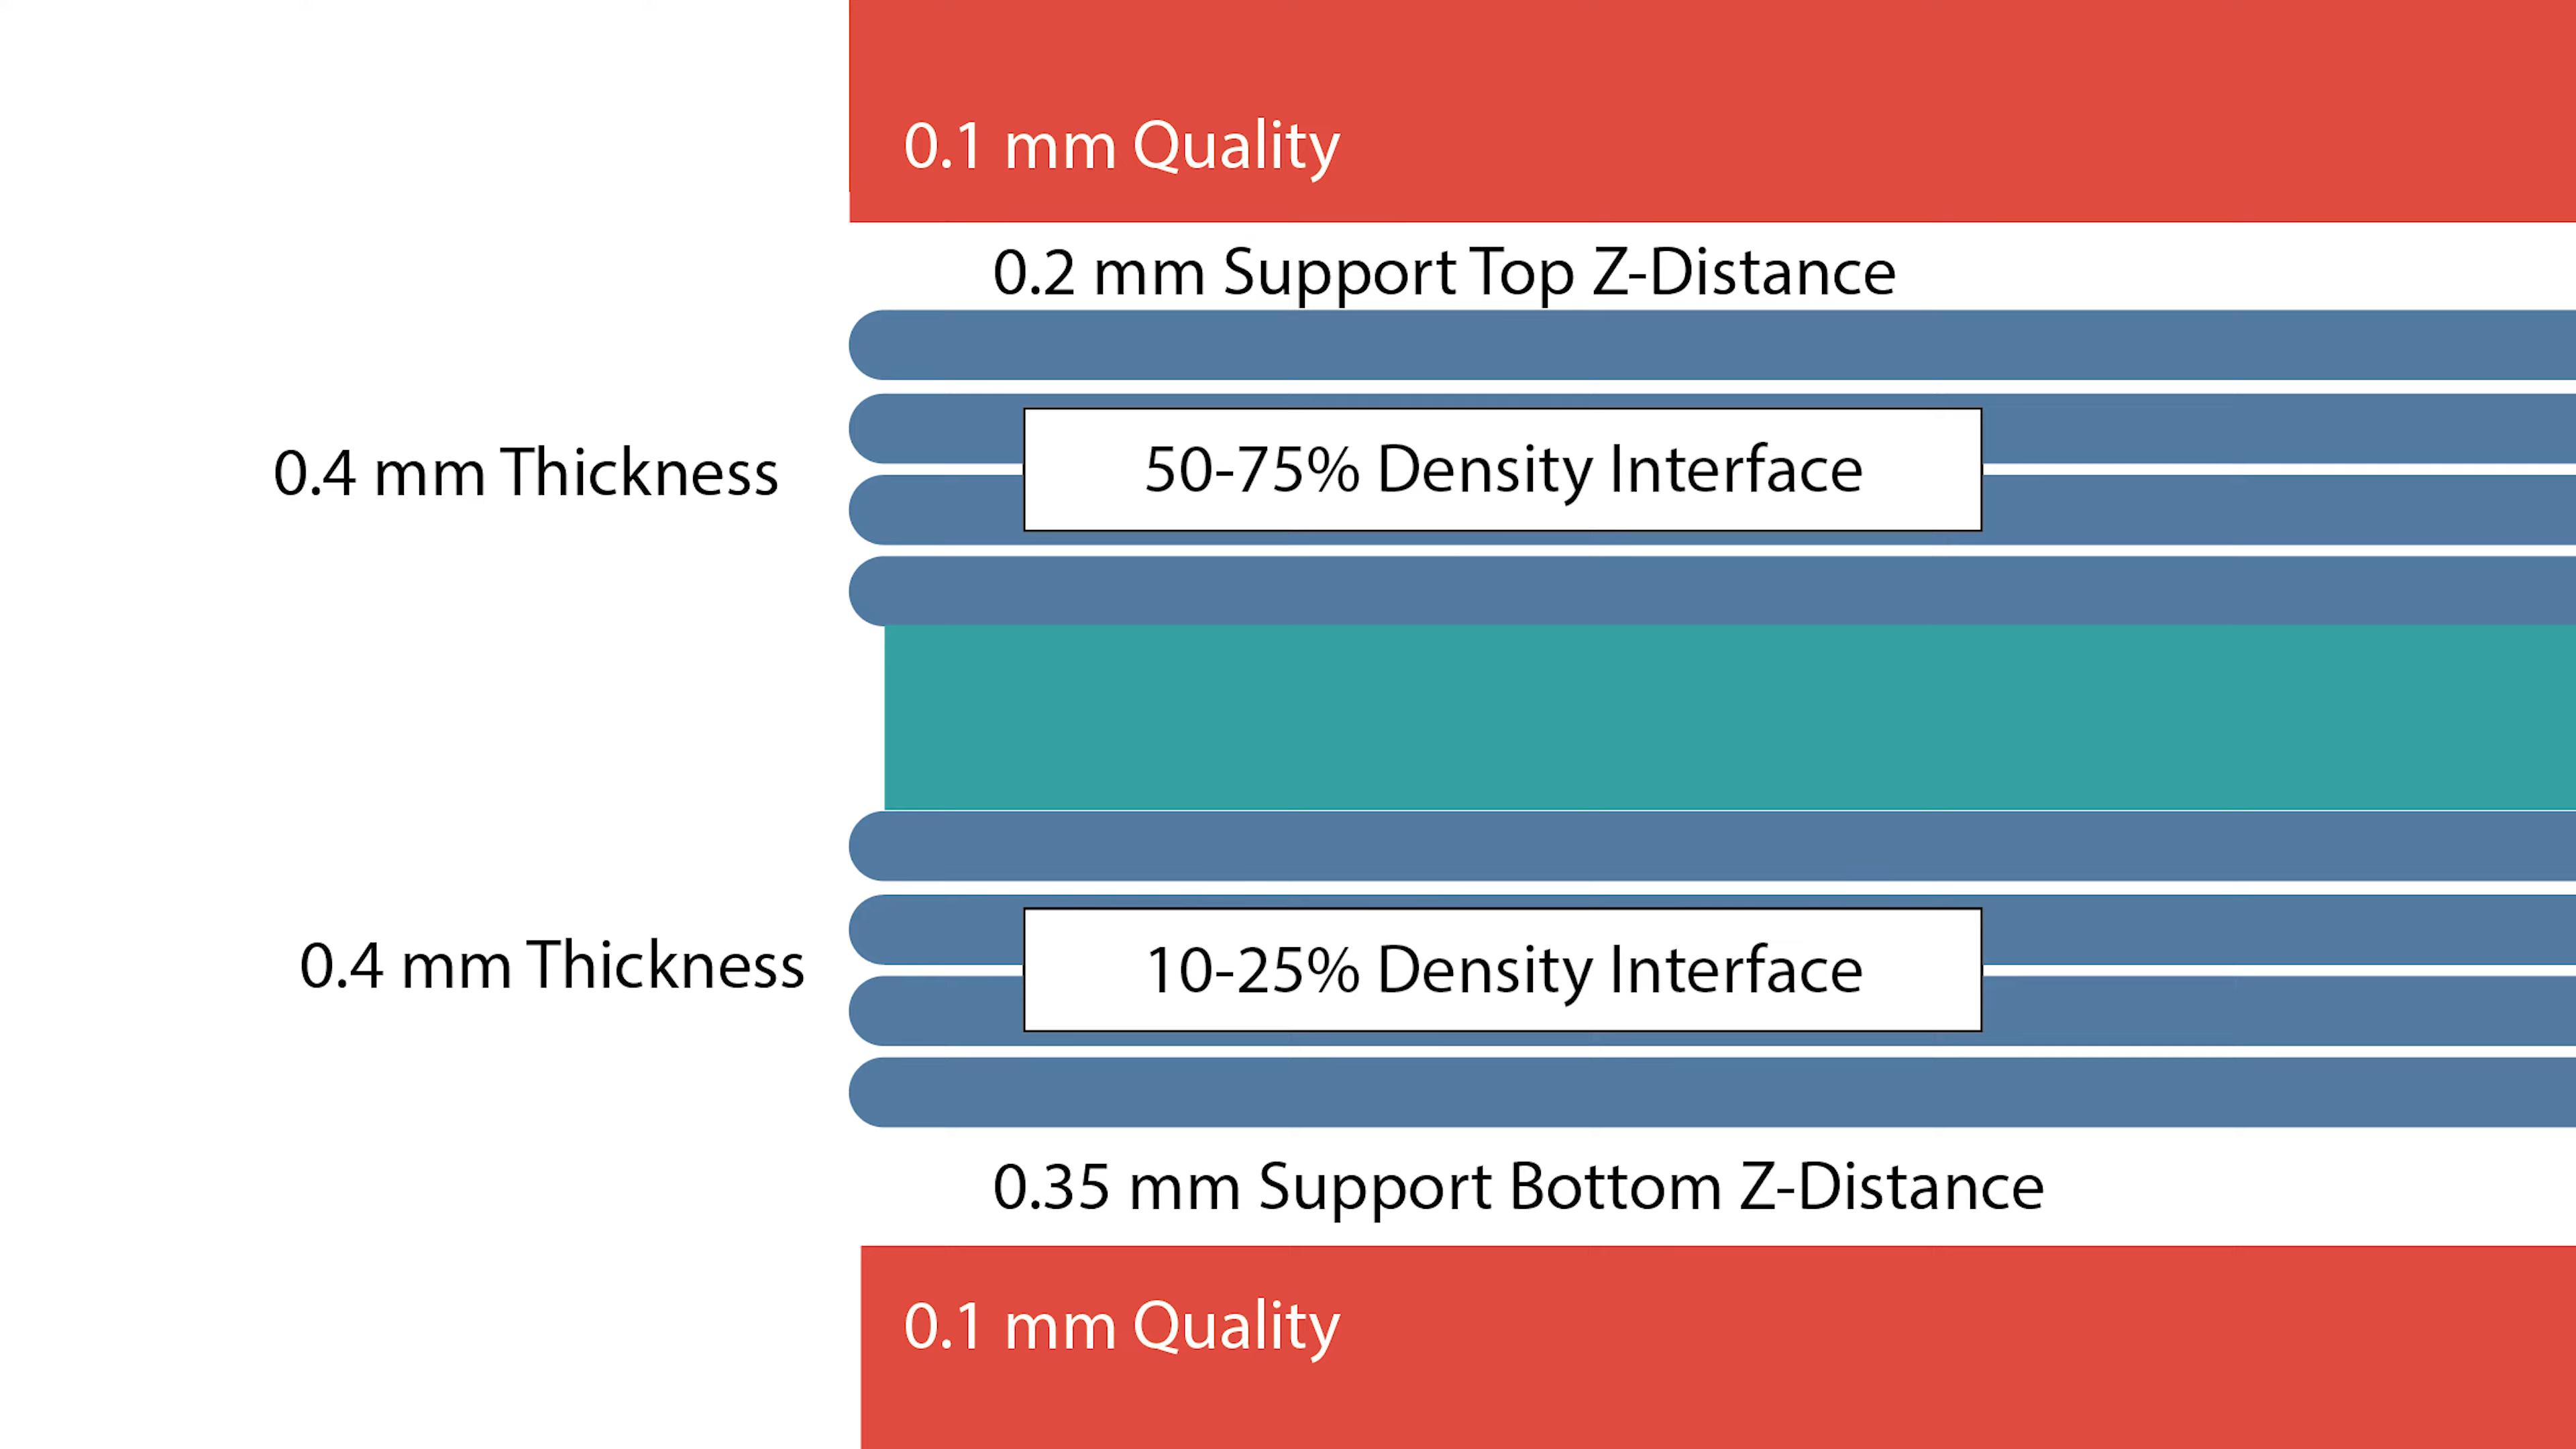 0.1 mm Quality
0.2 mm Support Top Z-Distance
0.4 mm Thickness
50-75% Density Interface
0.4 mm Thickness
10-25% Density Interface
0.35 mm Support Bottom Z-Distance
0.1 mm Quality